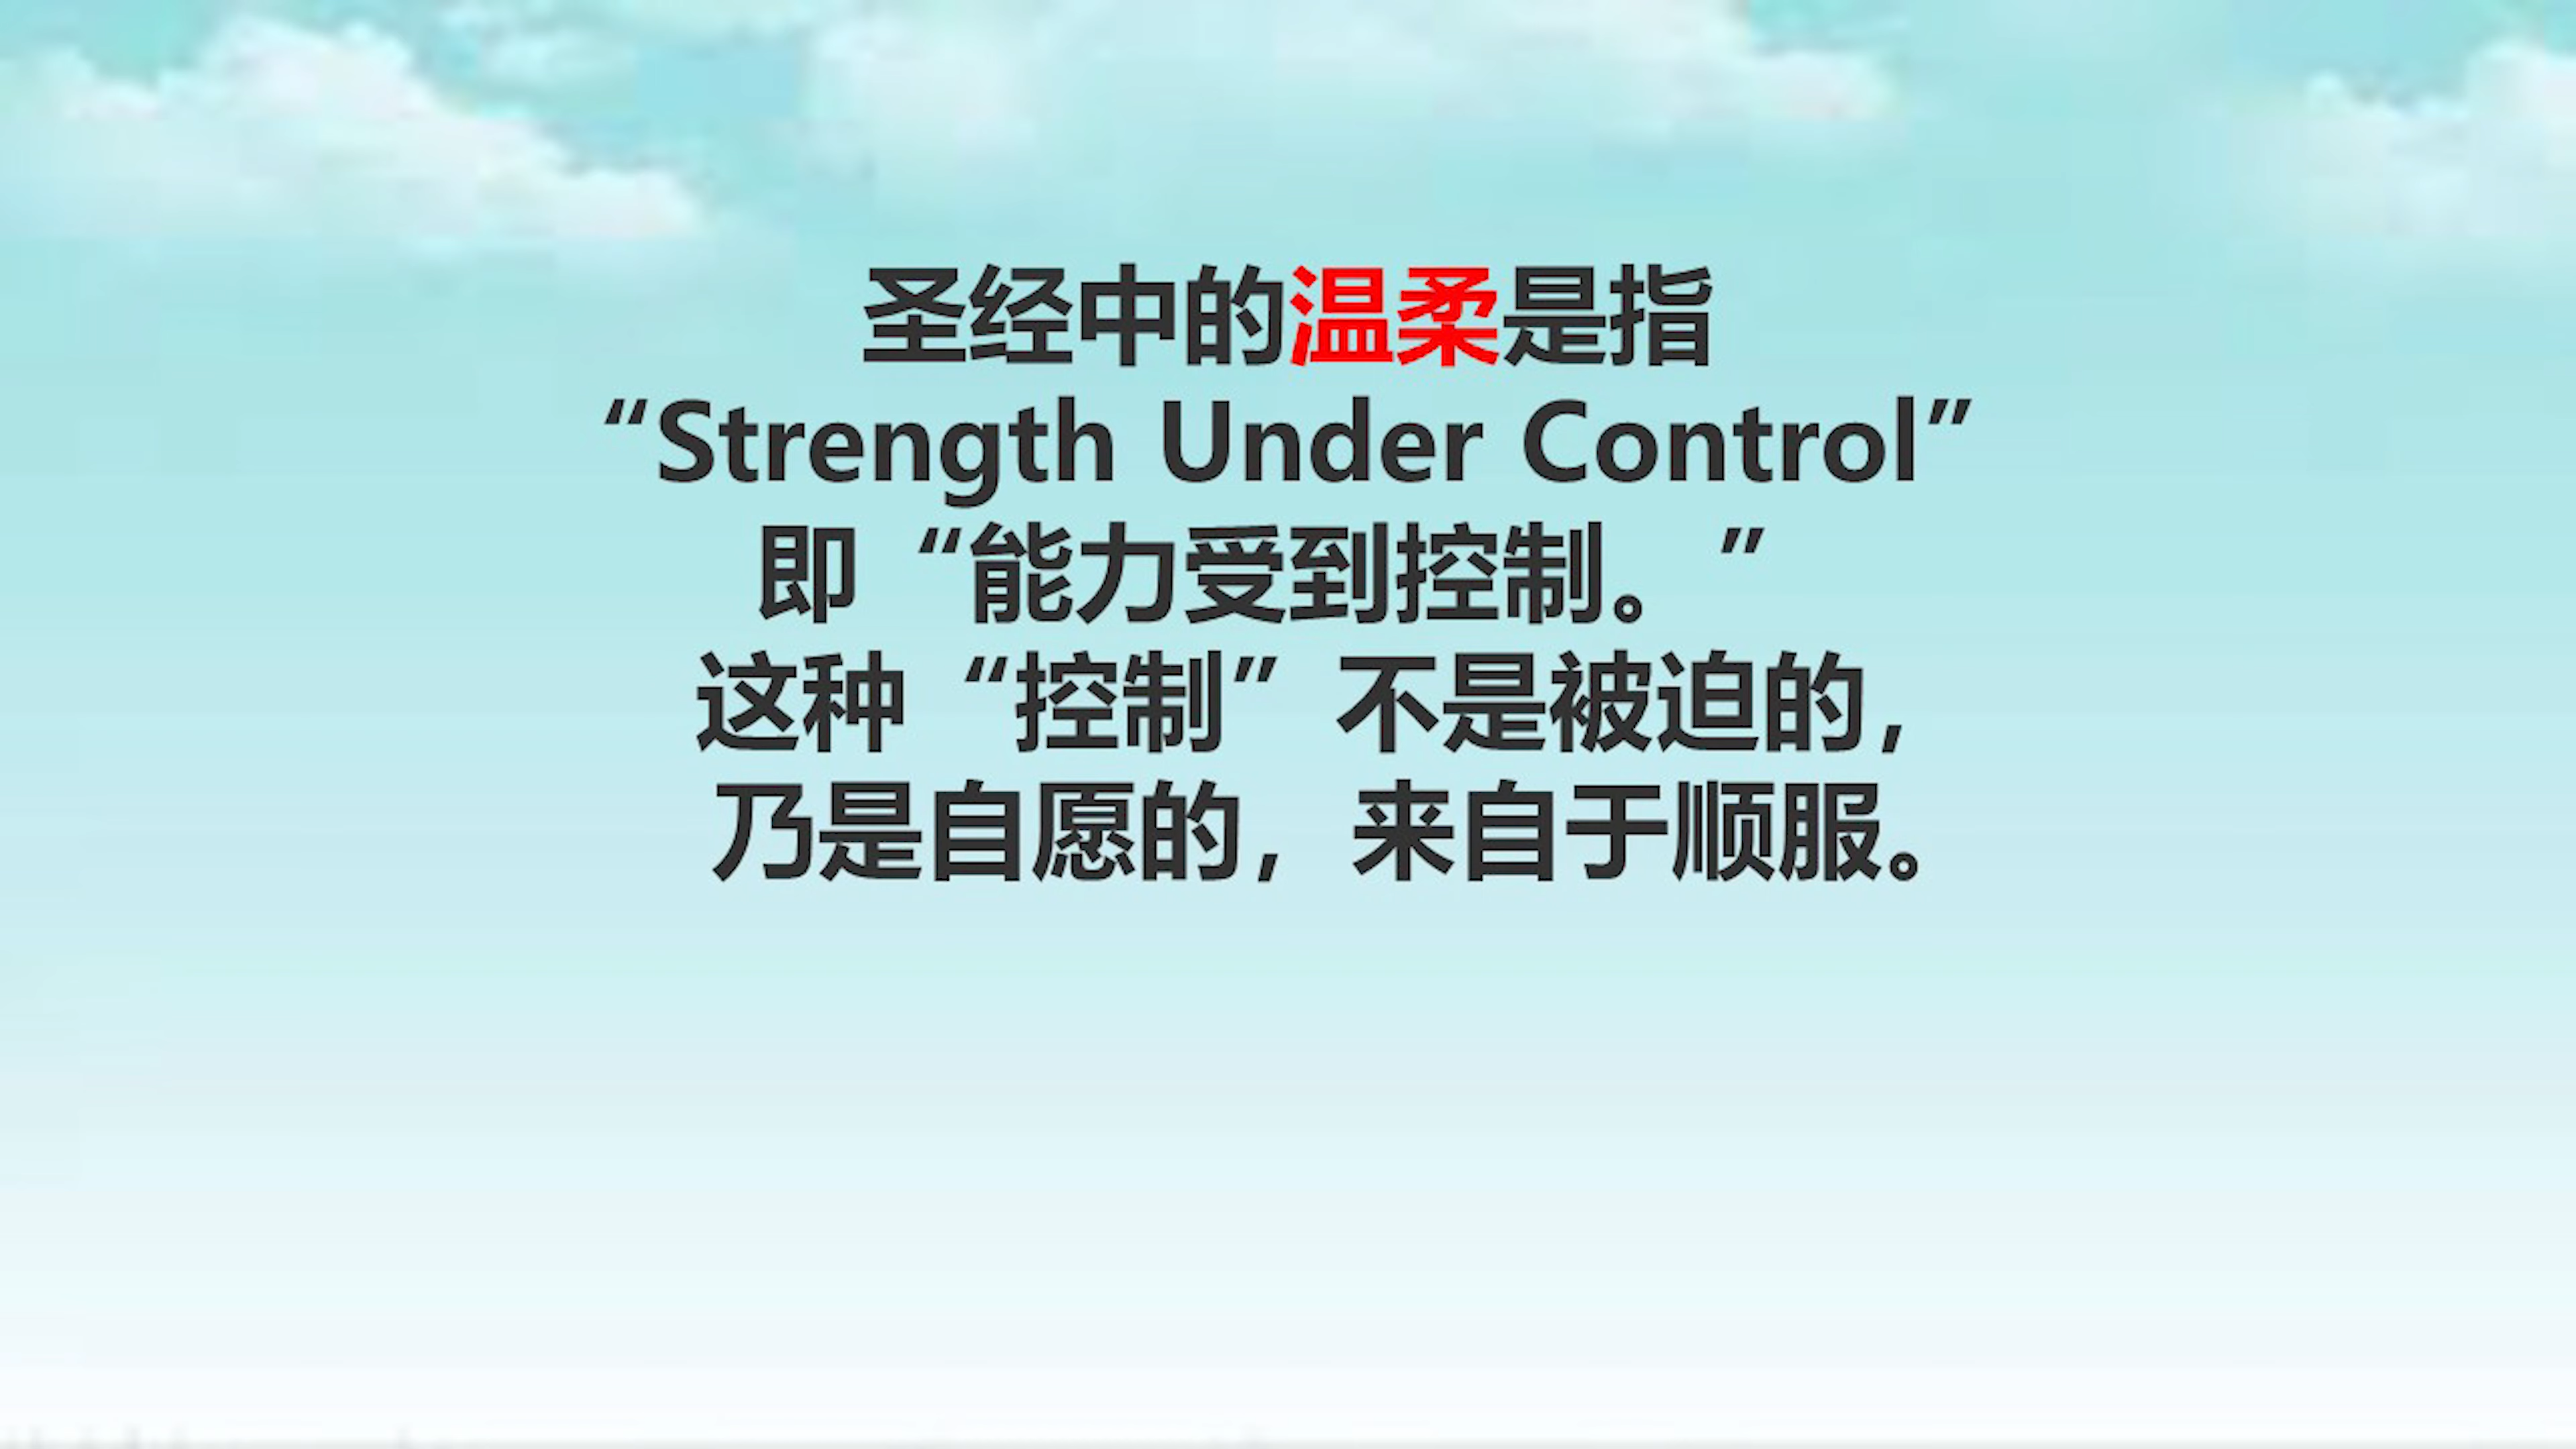 圣经中的温柔是指
“Strength Under Control”
即“能力受到控制。”
这种“控制”不是被迫的，
乃是自愿的，来自于顺服。